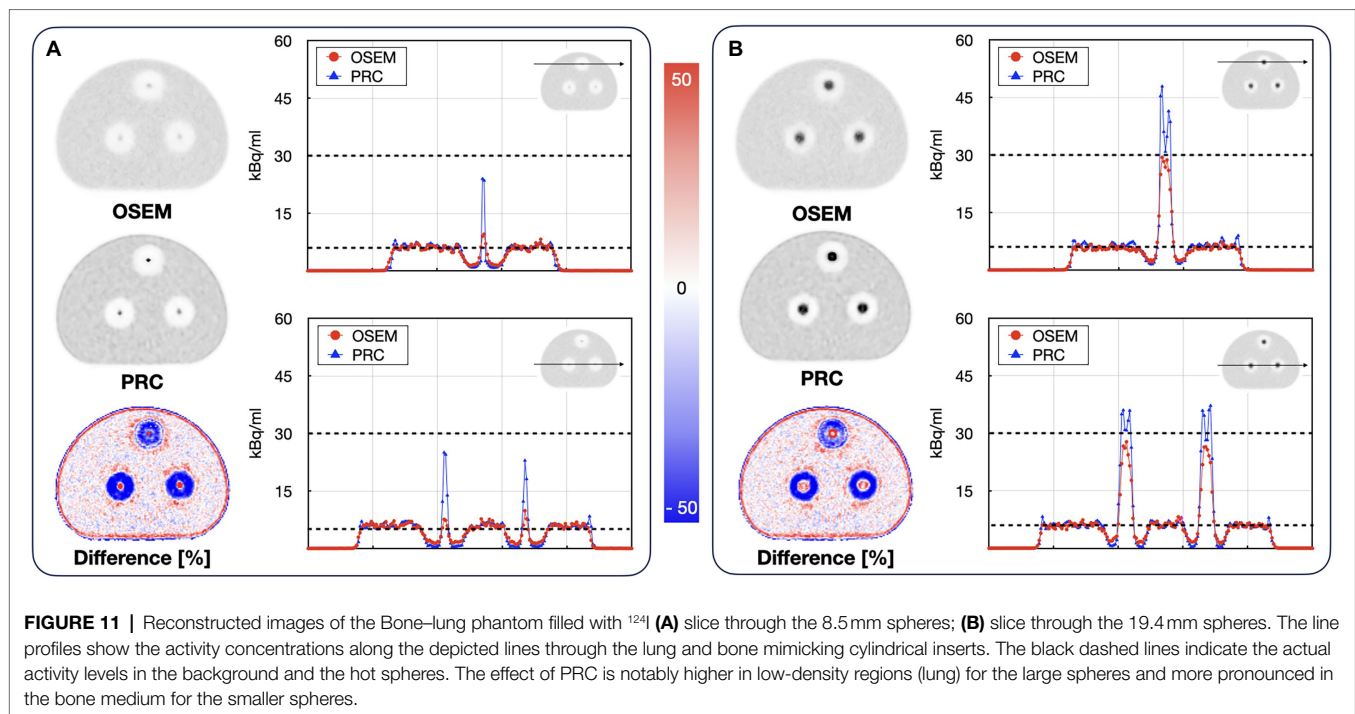 A
OSEM
PRC
Difference [%]
60
45
30
15
kBq/ml
OSEM
PRC
60
45
30
15
kBq/ml
OSEM
PRC
50
0
- 50
B
OSEM
PRC
Difference [%]
60
45
30
15
kBq/ml
OSEM
PRC
60
45
30
15
kBq/ml
OSEM
PRC
FIGURE 11 | Reconstructed images of the Bone–lung phantom filled with ¹²⁴I (A) slice through the 8.5 mm spheres; (B) slice through the 19.4 mm spheres. The line
profiles show the activity concentrations along the depicted lines through the lung and bone mimicking cylindrical inserts. The black dashed lines indicate the actual
activity levels in the background and the hot spheres. The effect of PRC is notably higher in low-density regions (lung) for the large spheres and more pronounced in
the bone medium for the smaller spheres.